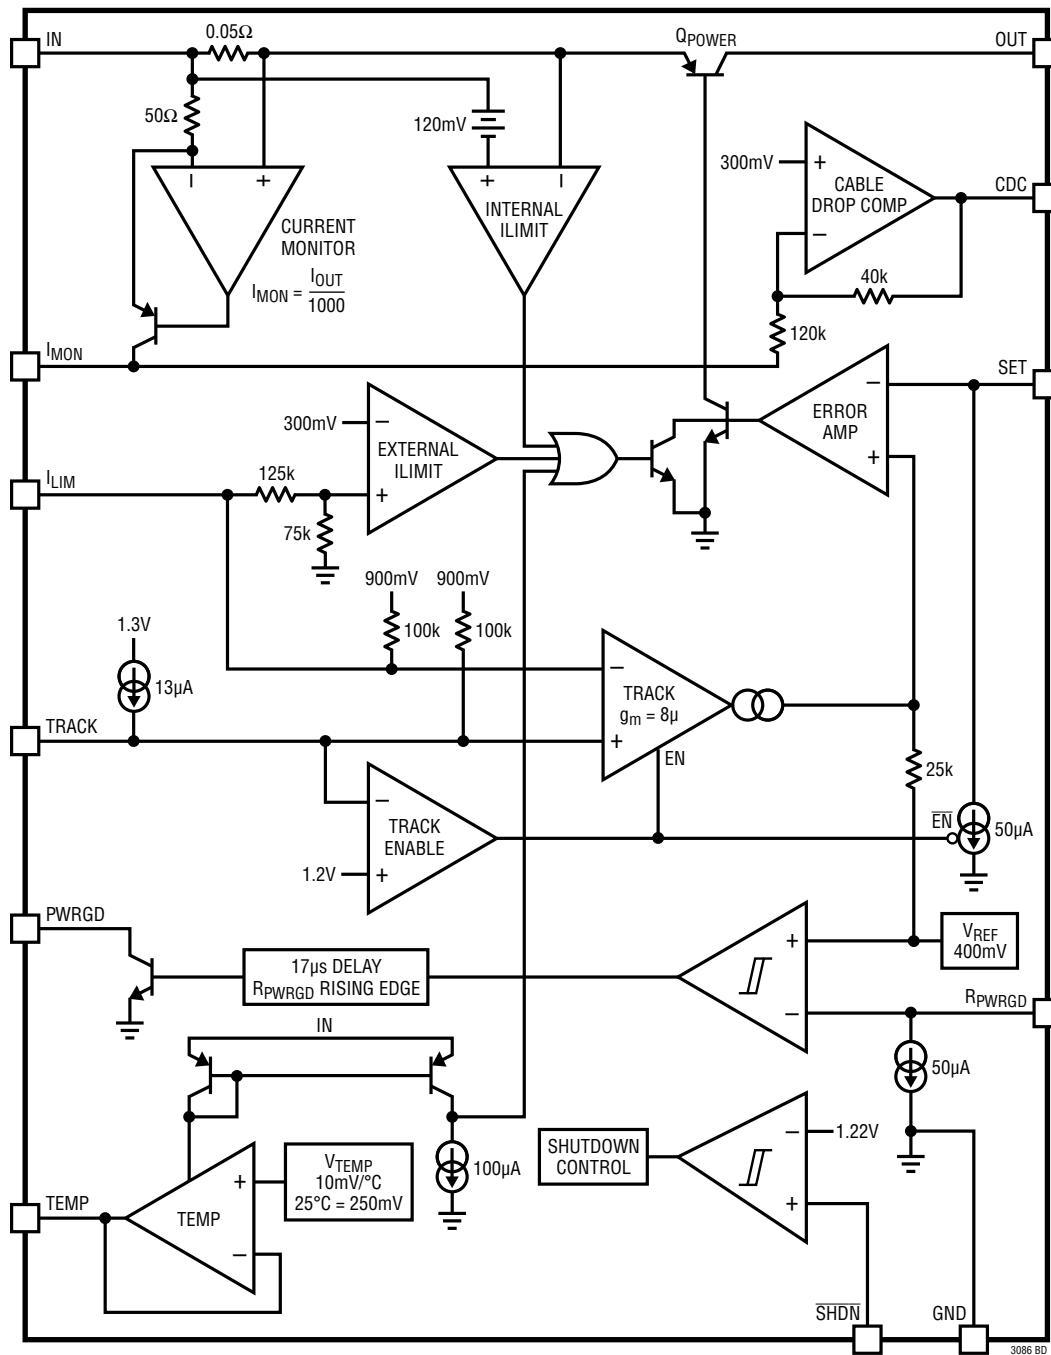 IN
0.05Ω
QPOWER
OUT
50Ω
120mV
300mV
+
CABLE
DROP COMP
–
CDC
–
+
+
–
CURRENT
MONITOR
INTERNAL
ILIMIT
IMON = IOUT
1000
40k
120k
IMON
SET
300mV
–
EXTERNAL
ILIMIT
+
–
ERROR
AMP
+
ILIM
125k
75k
900mV
900mV
100k
100k
1.3V
13µA
–
TRACK
gm = 8µ
+
EN
TRACK
25k
–
TRACK
ENABLE
+
1.2V
EN
50µA
PWRGD
17µs DELAY
RPWRGD RISING EDGE
+
–
VREF
400mV
RPWRGD
IN
50µA
100µA
SHUTDOWN
CONTROL
–
1.22V
+
TEMP
+
TEMP
–
VTEMP
10mV/°C
25°C = 250mV
SHDN
GND
3086 BD